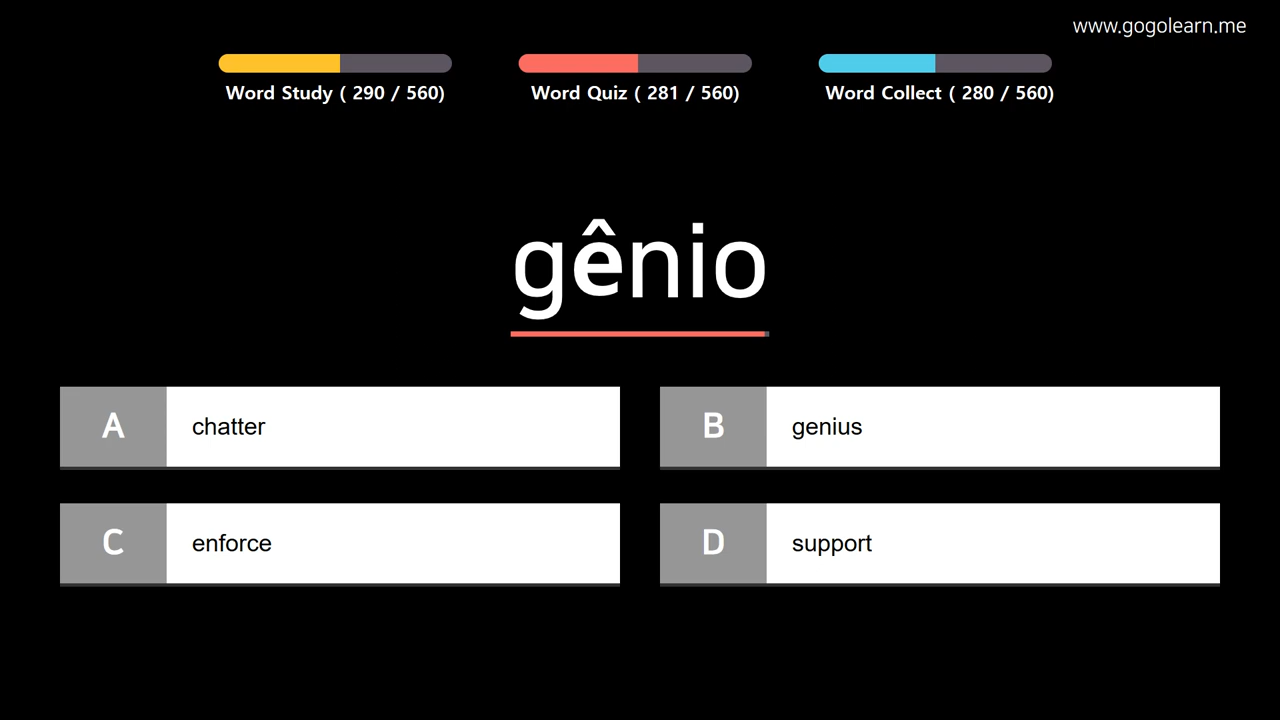 www.gogolearn.me
Word Study ( 290 / 560)
Word Quiz ( 281 / 560)
Word Collect ( 280 / 560)
gênio
A chatter
B genius
C enforce
D support